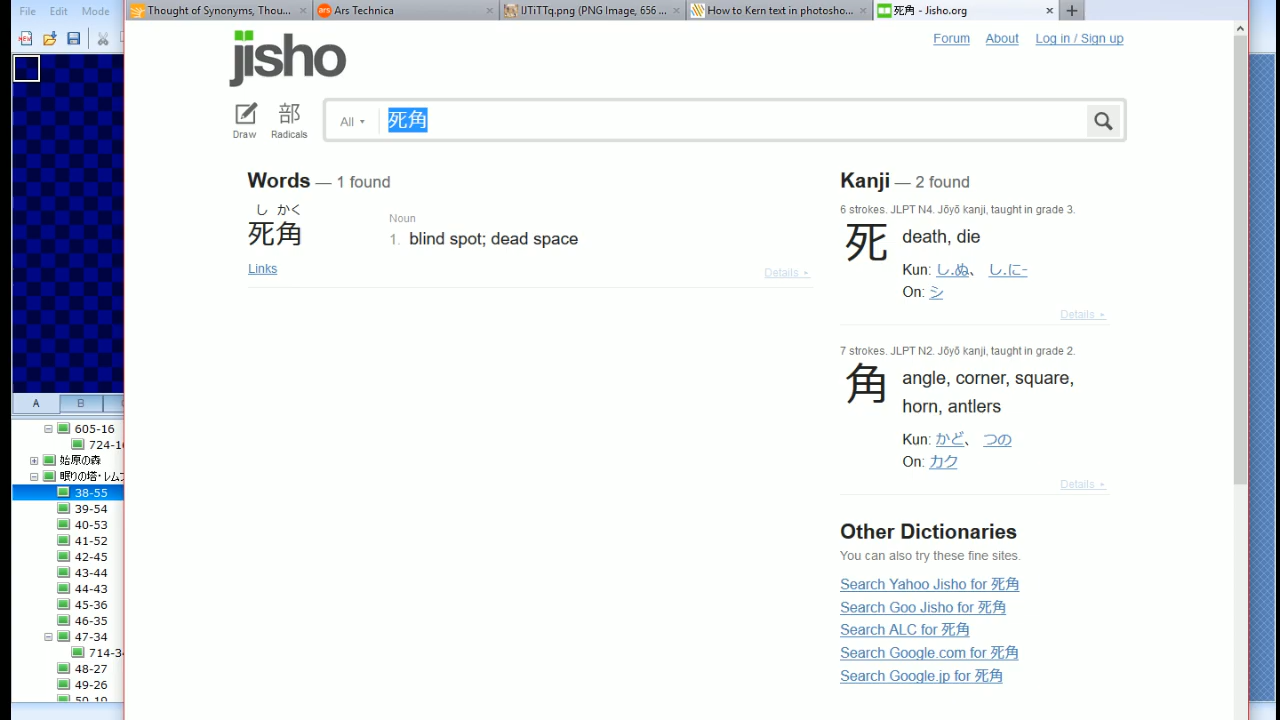 Thought of Synonyms, Thou...
Ars Technica
IJTiTTq.png (PNG Image, 656 ...
How to Kern text in photosho...
死角 - Jisho.org
File Edit Mode
jisho
Forum About Log in / Sign up
Draw
部
Radicals
All
死角
Words — 1 found
し かく
死角
Noun
1. blind spot; dead space
Links
Details
Kanji — 2 found
6 strokes. JLPT N4. Jōyō kanji, taught in grade 3.
死
death, die
Kun: し.ぬ、 し.に-
On: シ
Details
7 strokes. JLPT N2. Jōyō kanji, taught in grade 2.
角
angle, corner, square,
horn, antlers
Kun: かど、 つの
On: カク
Details
Other Dictionaries
You can also try these fine sites.
Search Yahoo Jisho for 死角
Search Goo Jisho for 死角
Search ALC for 死角
Search Google.com for 死角
Search Google.jp for 死角
NEW
A B
605-16
始原の森
眠りの塔・レム
38-55
39-54
40-53
41-52
42-45
43-44
44-43
45-36
46-35
47-34
48-27
49-26